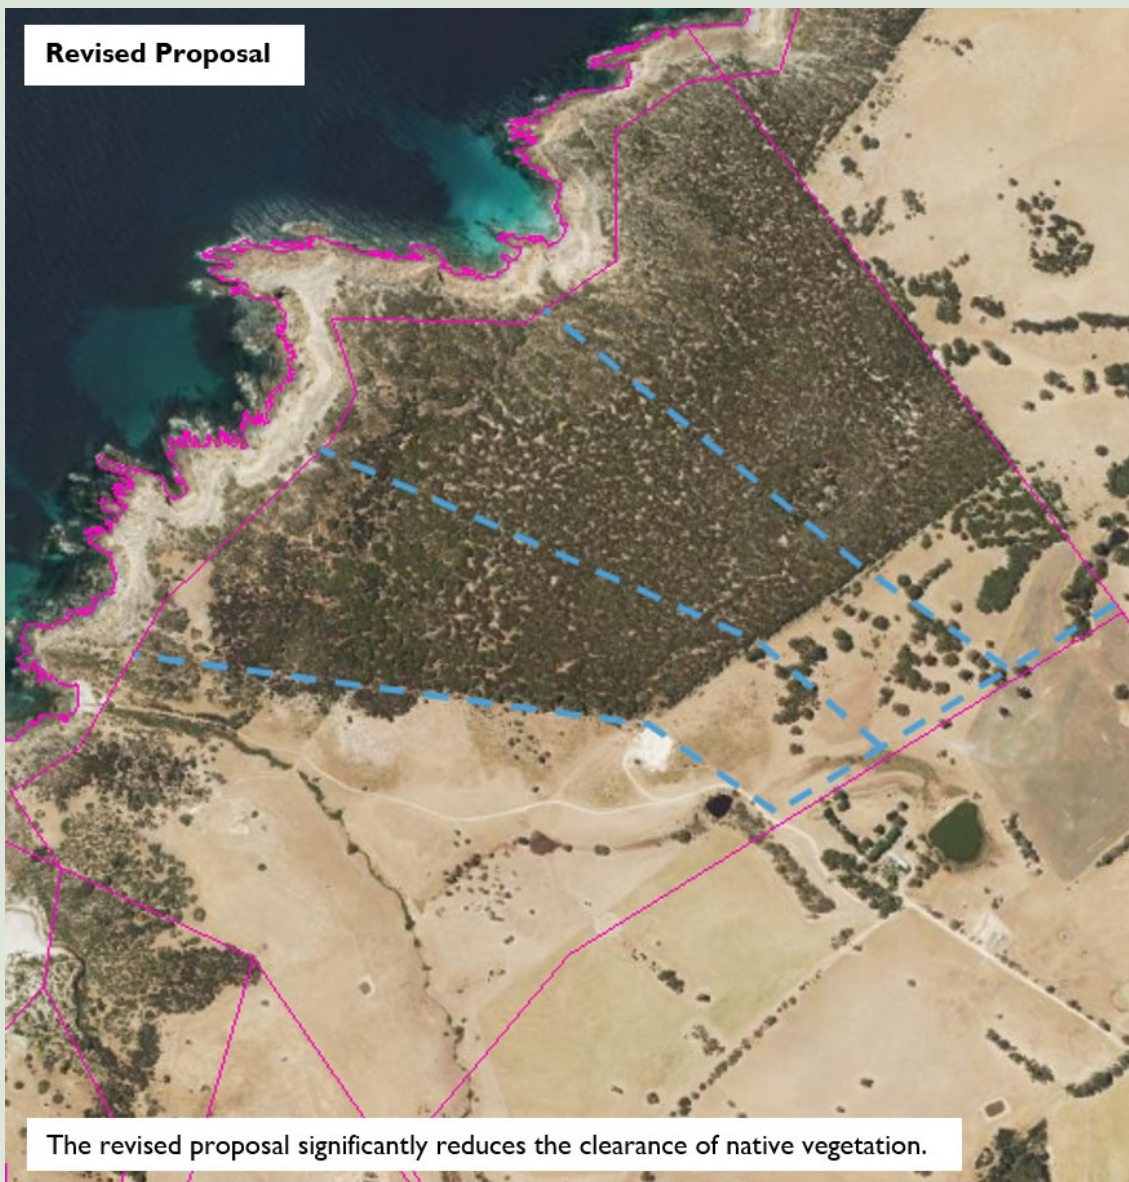 Revised Proposal
The revised proposal significantly reduces the clearance of native vegetation.